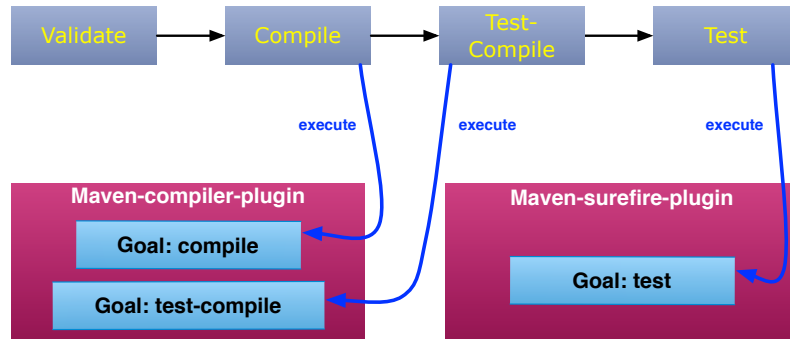 Validate
Compile
Test-
Compile
Test
execute
execute
execute
Maven-compiler-plugin
Goal: compile
Goal: test-compile
Maven-surefire-plugin
Goal: test